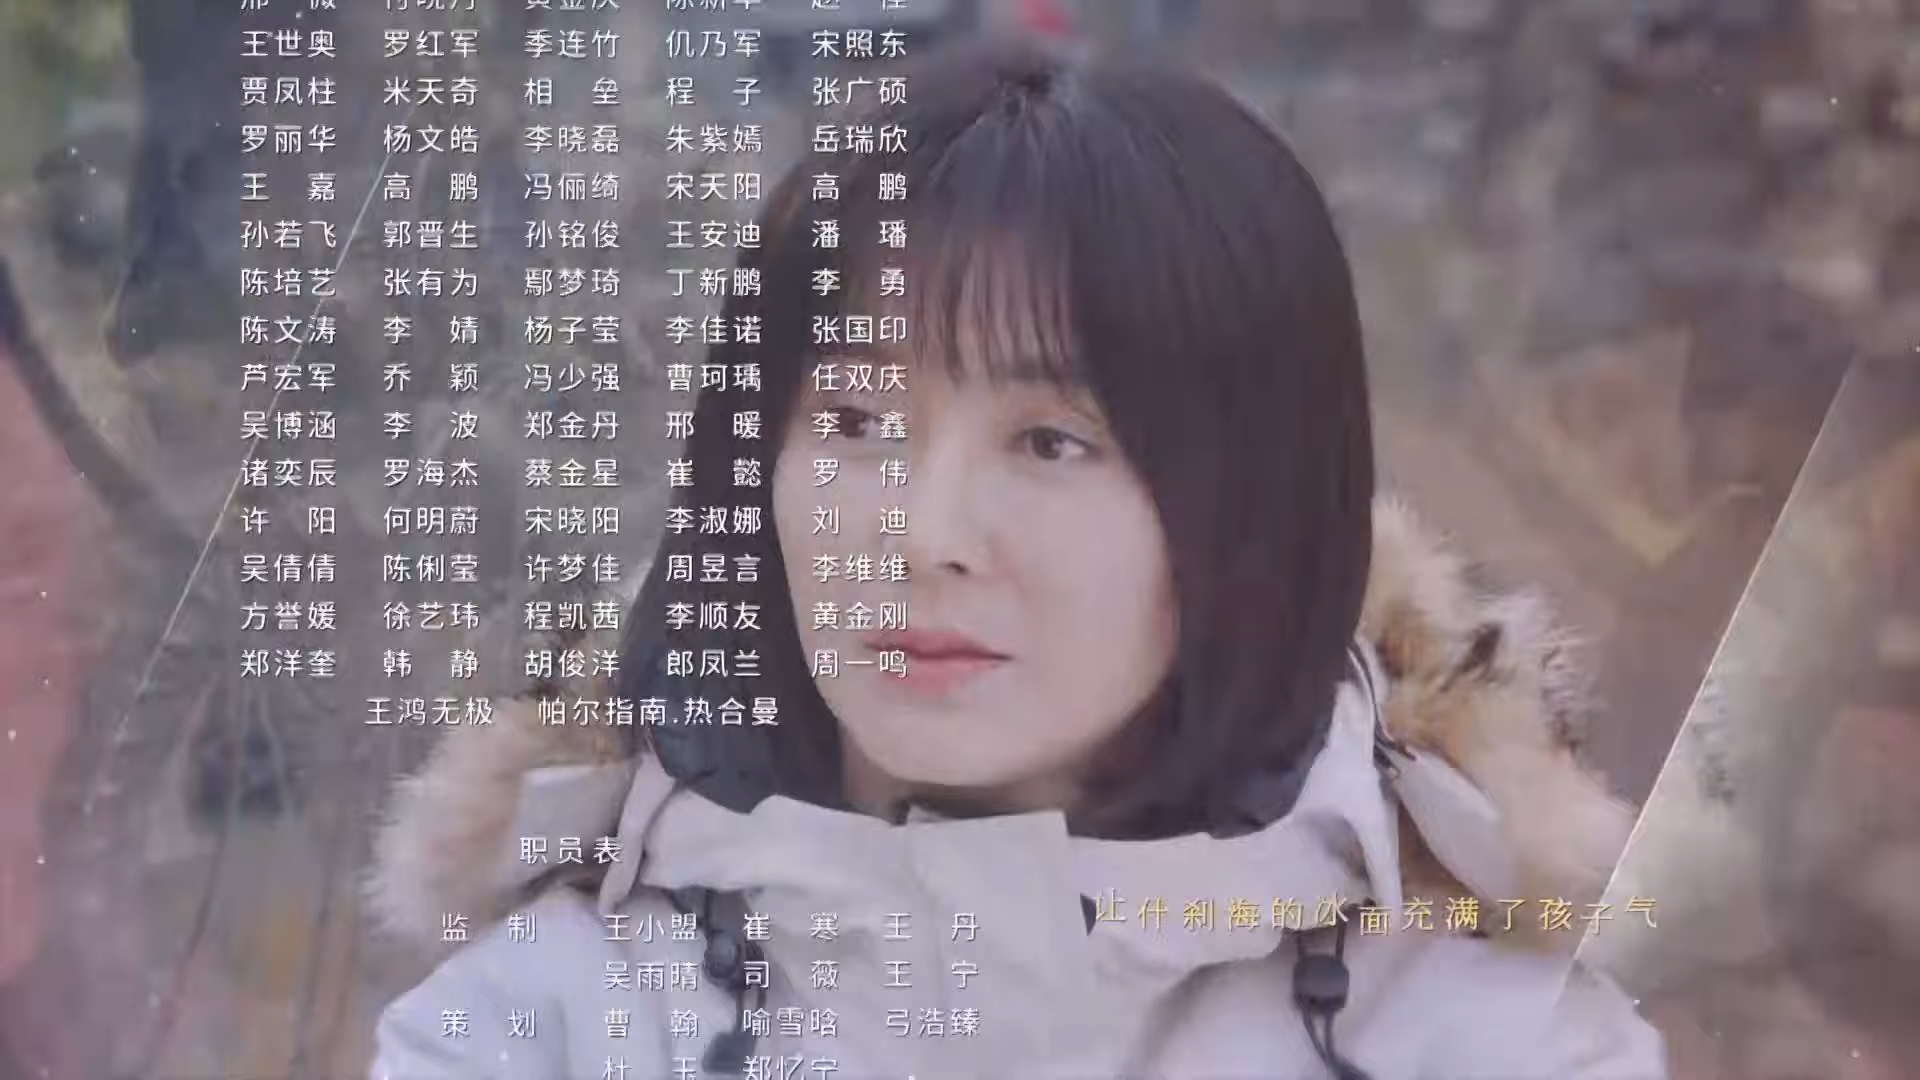 王世奥 罗红军 季连竹 仉乃军 宋照东
贾凤柱 米天奇 相垒 程子 张广硕
罗丽华 杨文皓 李晓磊 朱紫嫣 岳瑞欣
王嘉 高鹏 冯俪绮 宋天阳 高鹏
孙若飞 郭晋生 孙铭俊 王安迪 潘璠
陈培艺 张有为 鄢梦琦 丁新鹏 李勇
陈文涛 李婧 杨子莹 李佳诺 张国印
芦宏军 乔颖 冯少强 曹珂瑀 任双庆
吴博涵 李波 郑金丹 邢暖 李鑫
诸奕辰 罗海杰 蔡金星 崔懿 罗伟
许阳 何明蔚 宋晓阳 李淑娜 刘迪
吴倩倩 陈俐莹 许梦佳 周昱言 李维维
方誉媛 徐艺玮 程凯茜 李顺友 黄金刚
郑洋奎 韩静 胡俊洋 郎凤兰 周一鸣
王鸿无极 帕尔指南.热合曼
职员表
监制 王小盟 崔寒 王丹
吴雨晴 司薇 王宁
策划 曹翰 喻雪晗 弓浩臻
杜玉 郑忆宁
让什刹海的冰面充满了孩子气